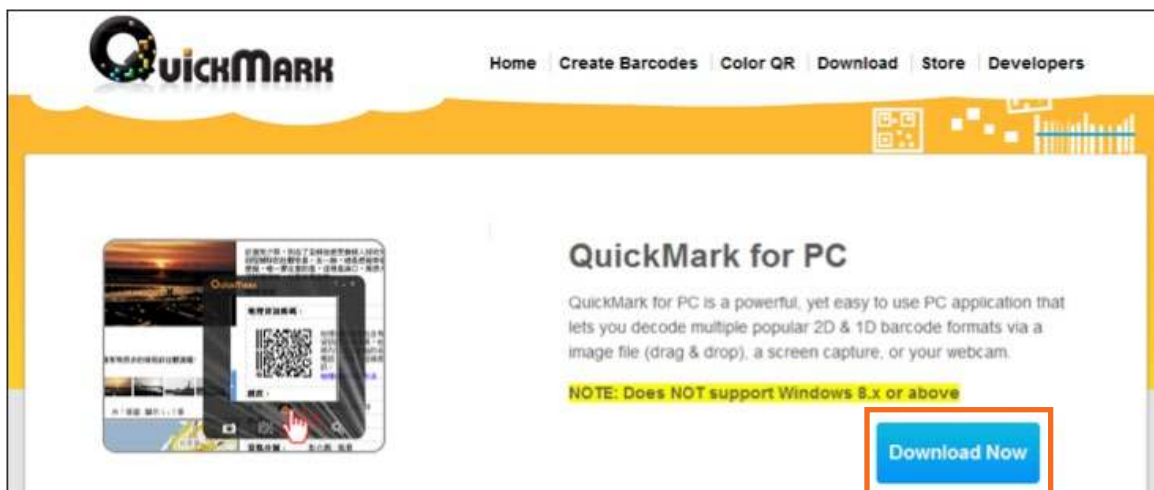 QuickMark
Home Create Barcodes Color QR Download Store Developers
QuickMark for PC
QuickMark for PC is a powerful, yet easy to use PC application that
lets you decode multiple popular 2D & 1D barcode formats via a
image file (drag & drop), a screen capture, or your webcam.
NOTE: Does NOT support Windows 8.x or above
Download Now
QuickMark